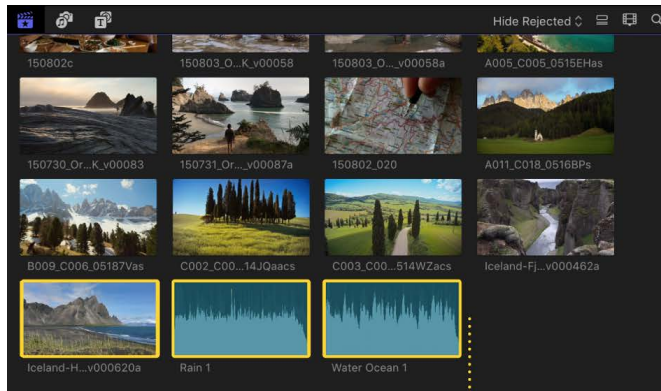 Hide Rejected
150802c
150803_O...K_v00058
150803_O..._v00058a
A005_C005_0515EHas
150730_Or...K_v00083
150731_Or..._v00087a
150802_020
A011_C018_0516BPs
B009_C006_05187Vas
C002_C00...14JQaacs
C003_C00...514WZacs
Iceland-Fj...v000462a
Iceland-H...v000620a
Rain 1
Water Ocean 1